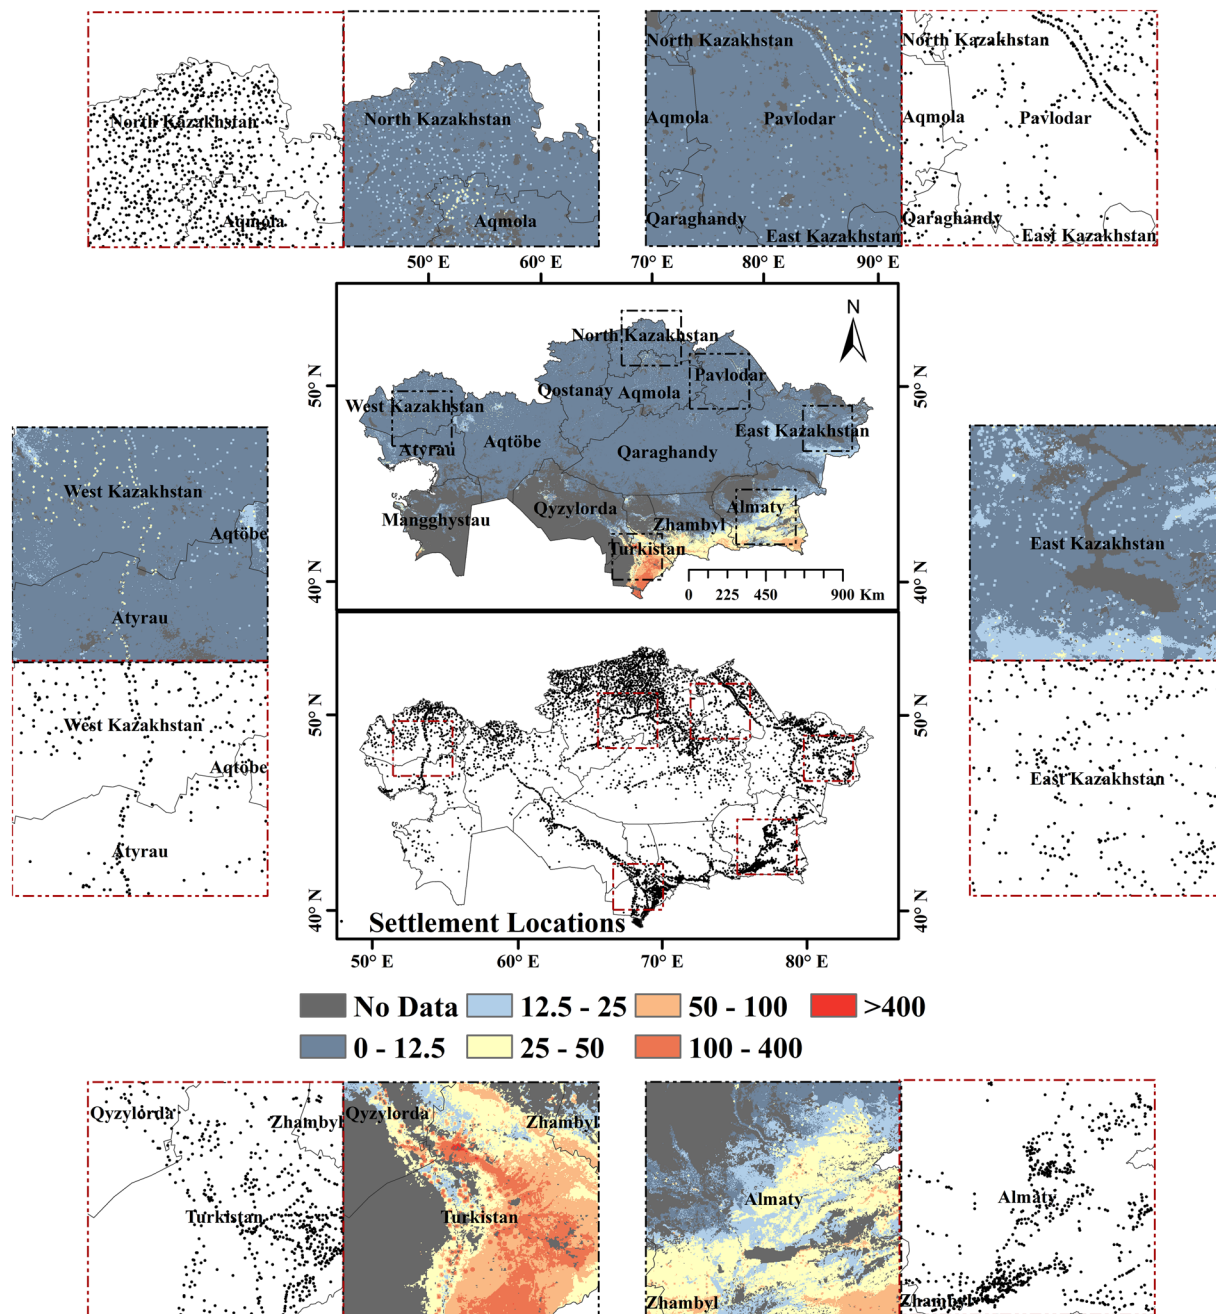 North Kazakhstan
Aqmola
North Kazakhstan
Aqmola
North Kazakhstan
Aqmola
Pavlodar
Qaraghandy
East Kazakhstan
North Kazakhstan
Aqmola
Pavlodar
Qaraghandy
East Kazakhstan
50° E 60° E 70° E 80° E 90° E
N
North Kazakhstan
Pavlodar
Qostanay
Aqmola
West Kazakhstan
East Kazakhstan
Aqtöbe
Atyrau
Qaraghandy
Almaty
Qyzylorda
Mangghystau
Zhambyl
Turkistan
0 225 450 900 Km
50° N
40° N
50° N
40° N
West Kazakhstan
Aqtöbe
Atyrau
West Kazakhstan
Aqtöbe
Atyrau
East Kazakhstan
East Kazakhstan
50° N
40° N
50° N
40° N
Settlement Locations
50° E 60° E 70° E 80° E
No Data 12.5 - 25 50 - 100 >400
0 - 12.5 25 - 50 100 - 400
Qyzylorda
Zhambyl
Turkistan
Qyzylorda
Zhambyl
Turkistan
Almaty
Zhambyl
Almaty
Zhambyl